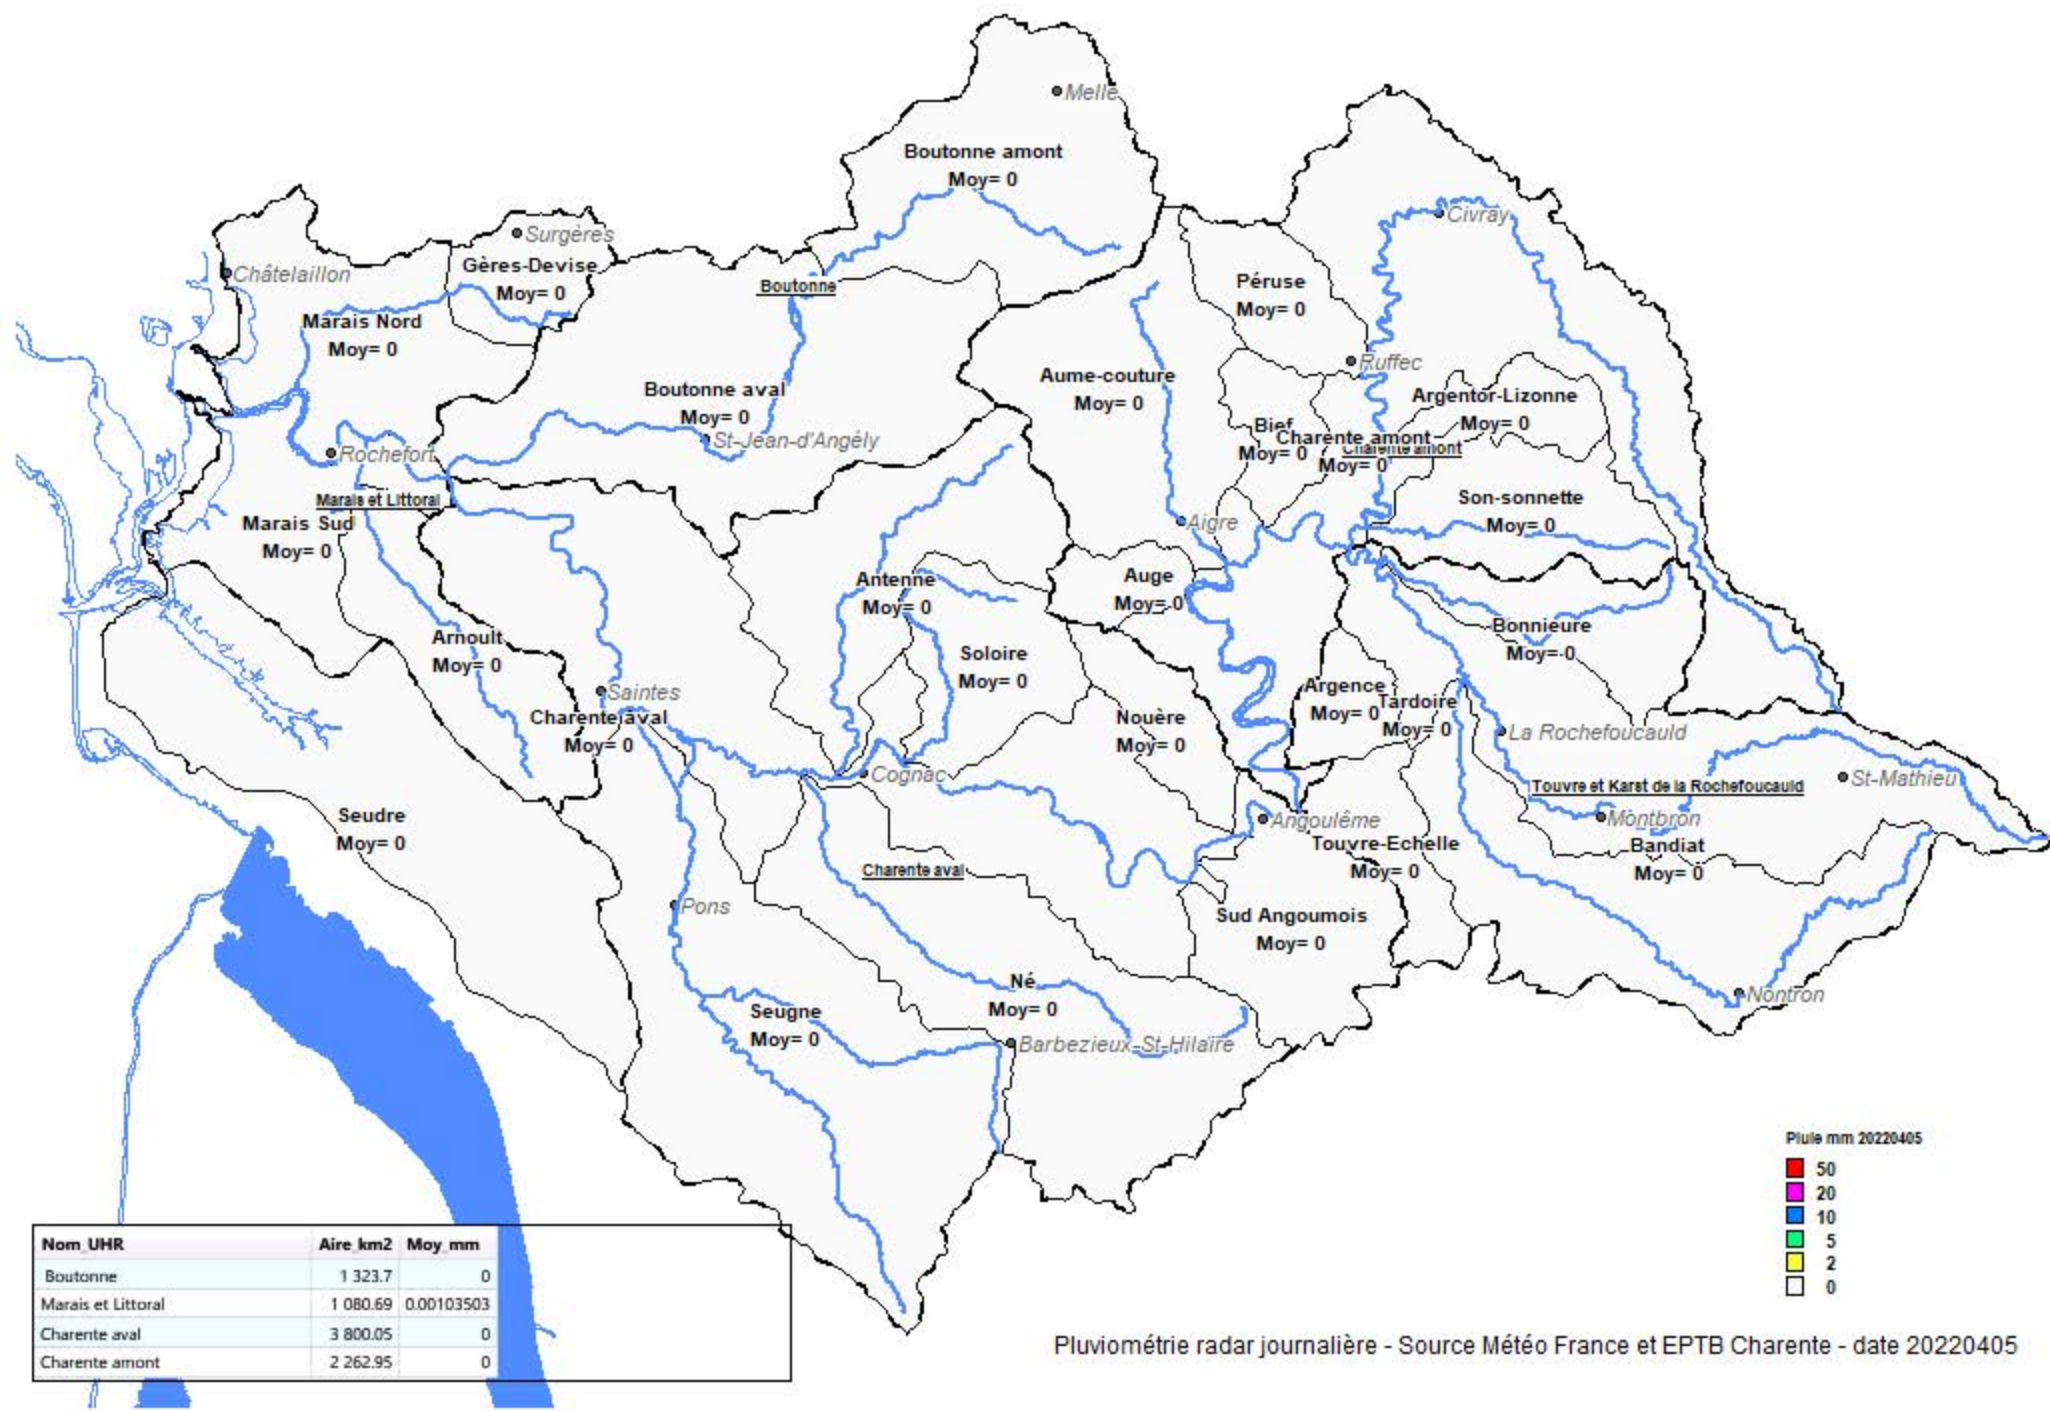 Melle
Boutonne amont
Moy= 0
Civray
Surgères
Châtelaillon
Gères-Devise
Moy= 0
Boutonne
Péruse
Moy= 0
Marais Nord
Moy= 0
Ruffec
Aume-couture
Moy= 0
Boutonne aval
Moy= 0
Argentor-Lizonne
Moy= 0
St-Jean-d'Angély
Bief
Moy= 0
Charente amont
Moy= 0
Charente amont
Rochefort
Marais et Littoral
Son-sonnette
Moy= 0
Marais Sud
Moy= 0
Aigre
Antenne
Moy= 0
Auge
Moy= 0
Bonnieure
Moy= 0
Arnoult
Moy= 0
Soloire
Moy= 0
Saintes
Argence
Moy= 0
Tardoire
Moy= 0
Charente aval
Moy= 0
Nouère
Moy= 0
La Rochefoucauld
Cognac
Touvre et Karst de la Rochefoucauld
St-Mathieu
Seudre
Moy= 0
Angoulême
Montbron
Touvre-Echelle
Moy= 0
Bandiat
Moy= 0
Charente aval
Pons
Sud Angoumois
Moy= 0
Né
Moy= 0
Nontron
Seugne
Moy= 0
Barbezieux-St-Hilaire
Pluie mm 20220405
50
20
10
5
2
0
Nom_UHR Aire_km2 Moy_mm
Boutonne 1 323.7 0
Marais et Littoral 1 080.69 0.00103503
Charente aval 3 800.05 0
Charente amont 2 262.95 0
Pluviométrie radar journalière - Source Météo France et EPTB Charente - date 20220405